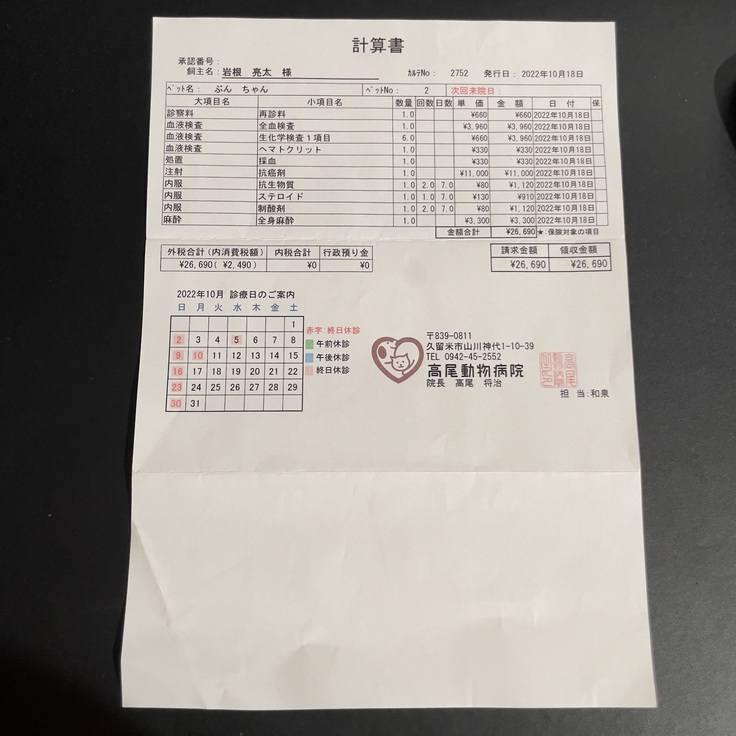 計算書
承認番号：
飼主名：岩根 亮太 様 ｶﾙﾃNo： 2752 発行日：2022年10月18日
ﾍﾟｯﾄ名： ぶん ちゃん ﾍﾟｯﾄNo： 2 次回来院日：
大項目名 小項目名 数量 回数 日数 単 価 金 額 日 付 保
診察料 再診料 1.0 ¥660 ¥660 2022年10月18日
血液検査 全血検査 1.0 ¥3,960 ¥3,960 2022年10月18日
血液検査 生化学検査１項目 6.0 ¥660 ¥3,960 2022年10月18日
血液検査 ヘマトクリット 1.0 ¥330 ¥330 2022年10月18日
処置 採血 1.0 ¥330 ¥330 2022年10月18日
注射 抗癌剤 1.0 ¥11,000 ¥11,000 2022年10月18日
内服 抗生物質 1.0 2.0 7.0 ¥80 ¥1,120 2022年10月18日
内服 ステロイド 1.0 1.0 7.0 ¥130 ¥910 2022年10月18日
内服 制酸剤 1.0 2.0 7.0 ¥80 ¥1,120 2022年10月18日
麻酔 全身麻酔 1.0 ¥3,300 ¥3,300 2022年10月18日
金額合計 ¥26,690 ★：保険対象の項目
外税合計（内消費税額） 内税合計 行政預り金 請求金額 領収金額
¥26,690( ¥2,490) ¥0 ¥0 ¥26,690 ¥26,690
2022年10月 診療日のご案内
日 月 火 水 木 金 土
1
2 3 4 5 6 7 8
9 10 11 12 13 14 15
16 17 18 19 20 21 22
23 24 25 26 27 28 29
30 31
赤字：終日休診
午前休診
午後休診
終日休診
〒839-0811
久留米市山川神代1-10-39
TEL 0942-45-2552
高尾動物病院
院長 高尾 将治
担 当：和泉